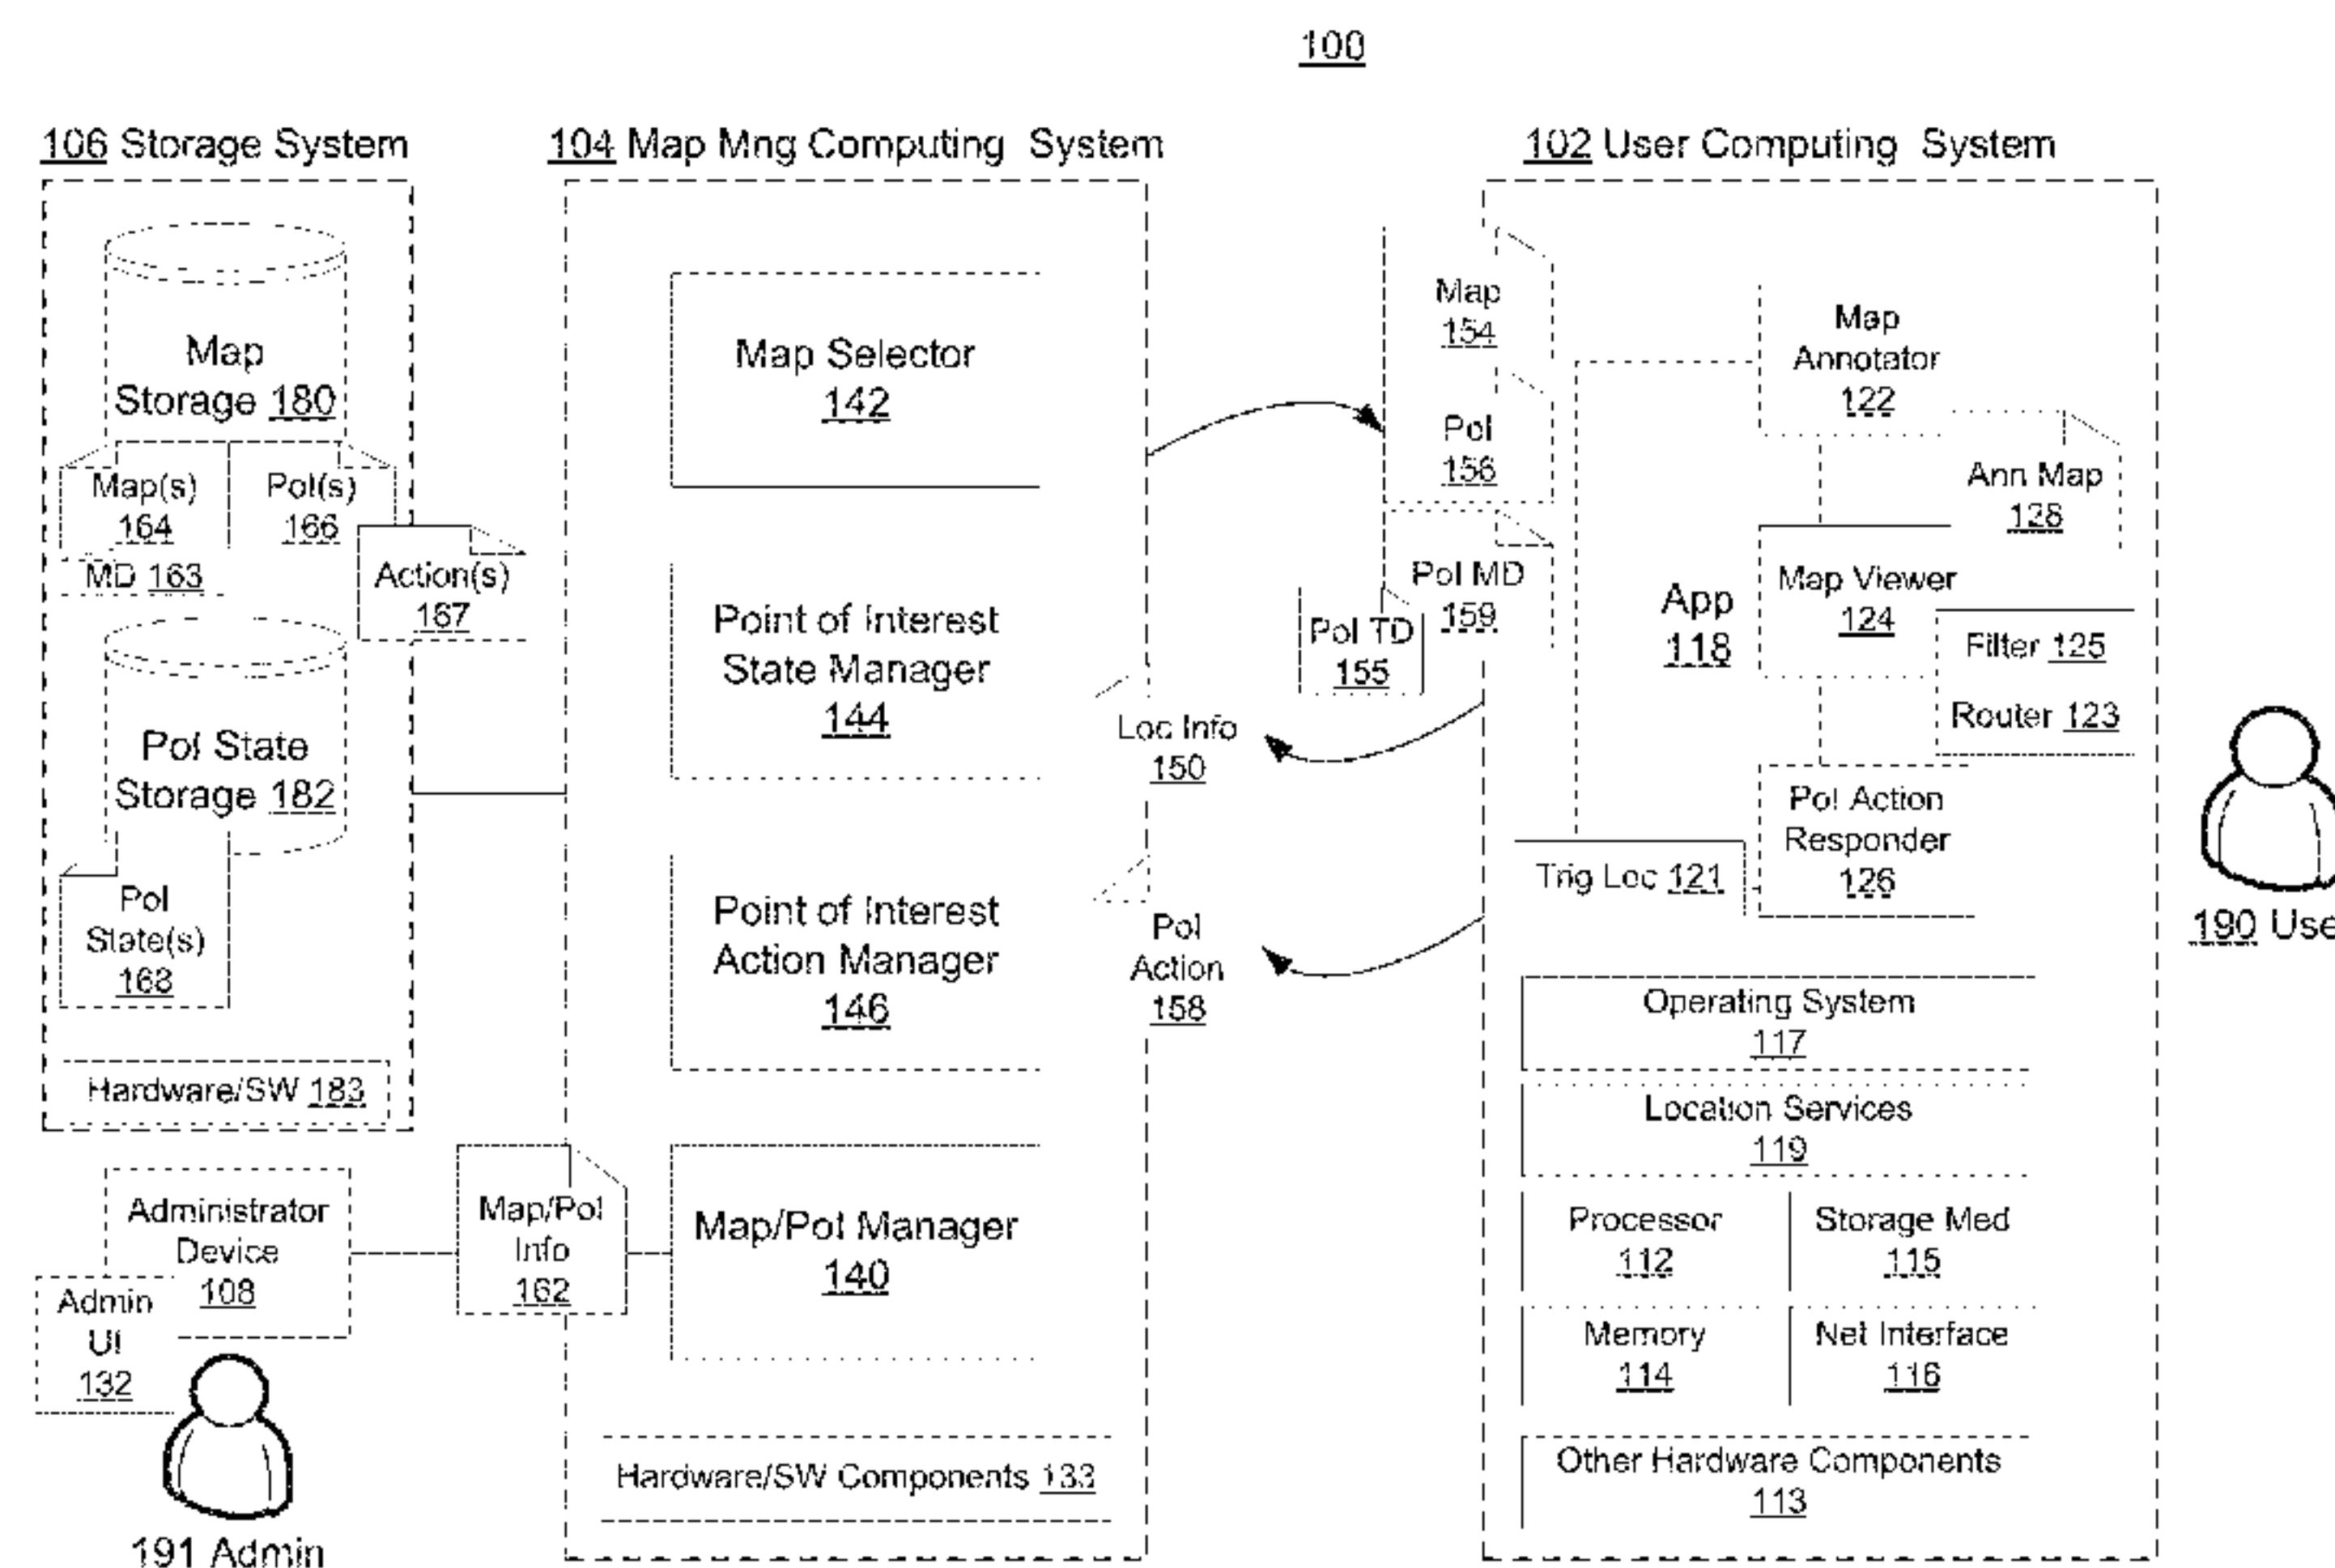 100
106 Storage System
104 Map Mng Computing System
102 User Computing System
Map
Storage 180
Map(s)
164
PoI(s)
166
MD 163
Action(s)
167
PoI State
Storage 182
PoI
State(s)
168
Hardware/SW 183
Administrator
Device
108
Admin
UI
132
191 Admin
Map/PoI
Info
162
Map Selector
142
Point of Interest
State Manager
144
Point of Interest
Action Manager
146
Map/PoI Manager
140
Hardware/SW Components 133
Map
154
PoI
156
PoI MD
159
PoI TD
155
Loc Info
150
PoI
Action
158
Map
Annotator
122
Ann Map
128
App
118
Map Viewer
124
Filter 125
Router 123
PoI Action
Responder
126
Trig Loc 121
Operating System
117
Location Services
119
Processor
112
Storage Med
115
Memory
114
Net Interface
116
Other Hardware Components
113
190 Use